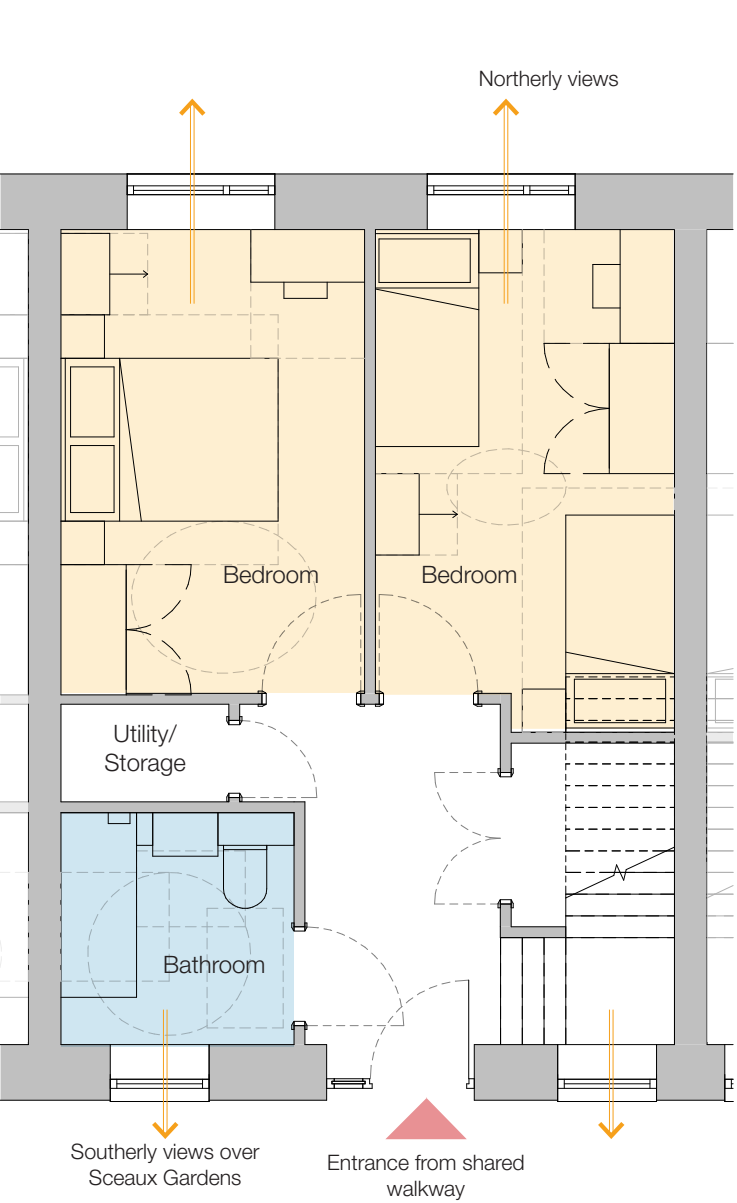 Northerly views
Bedroom
Bedroom
Utility/
Storage
Bathroom
Southerly views over
Sceaux Gardens
Entrance from shared
walkway